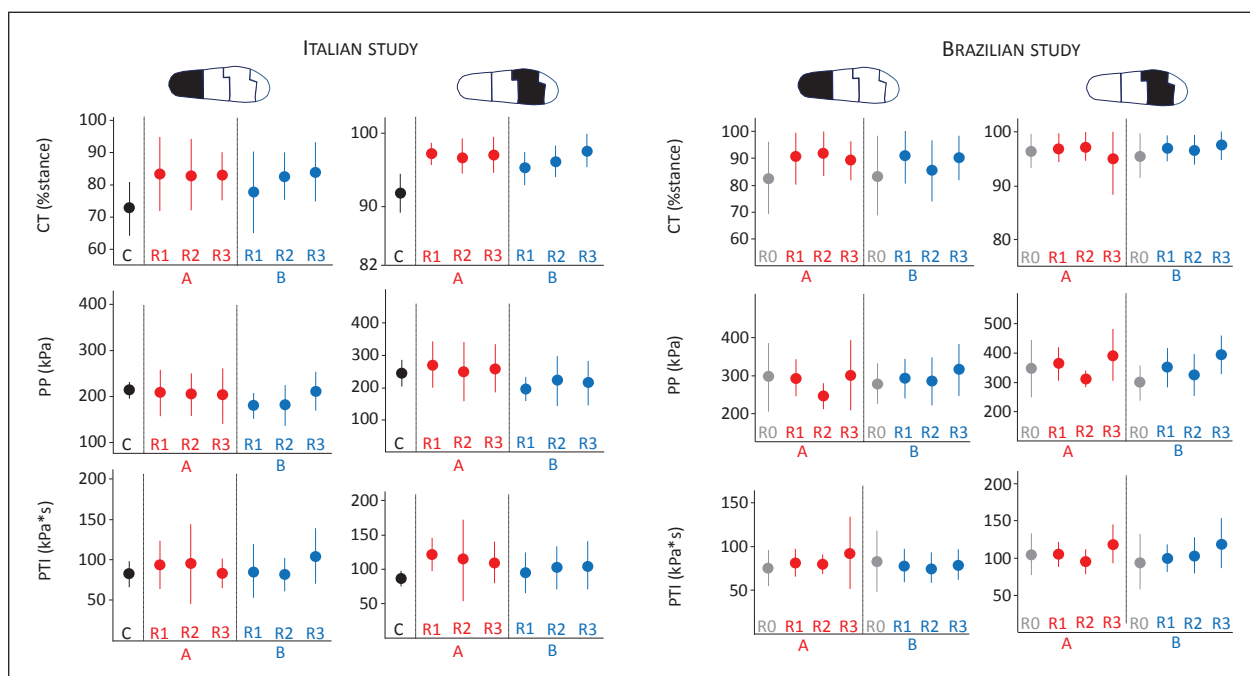 ITALIAN STUDY
BRAZILIAN STUDY
CT (%stance)
100
90
80
70
60
C
R1 R2 R3
A
R1 R2 R3
B
100
90
82
R1 R2 R3
A
R1 R2 R3
B
CT (%stance)
100
90
80
70
60
R0 R1 R2 R3
A
R0 R1 R2 R3
B
100
90
80
R0 R1 R2 R3
A
R0 R1 R2 R3
B
PP (kPa)
400
300
200
100
C
R1 R2 R3
A
R1 R2 R3
B
400
300
200
100
C
R1 R2 R3
A
R1 R2 R3
B
PP (kPa)
400
300
200
R0 R1 R2 R3
A
R0 R1 R2 R3
B
500
400
300
200
R0 R1 R2 R3
A
R0 R1 R2 R3
B
PTI (kPa*s)
200
150
100
50
C
R1 R2 R3
A
R1 R2 R3
B
200
150
100
50
C
R1 R2 R3
A
R1 R2 R3
B
PTI (kPa*s)
150
100
50
R0 R1 R2 R3
A
R0 R1 R2 R3
B
200
150
100
50
R0 R1 R2 R3
A
R0 R1 R2 R3
B